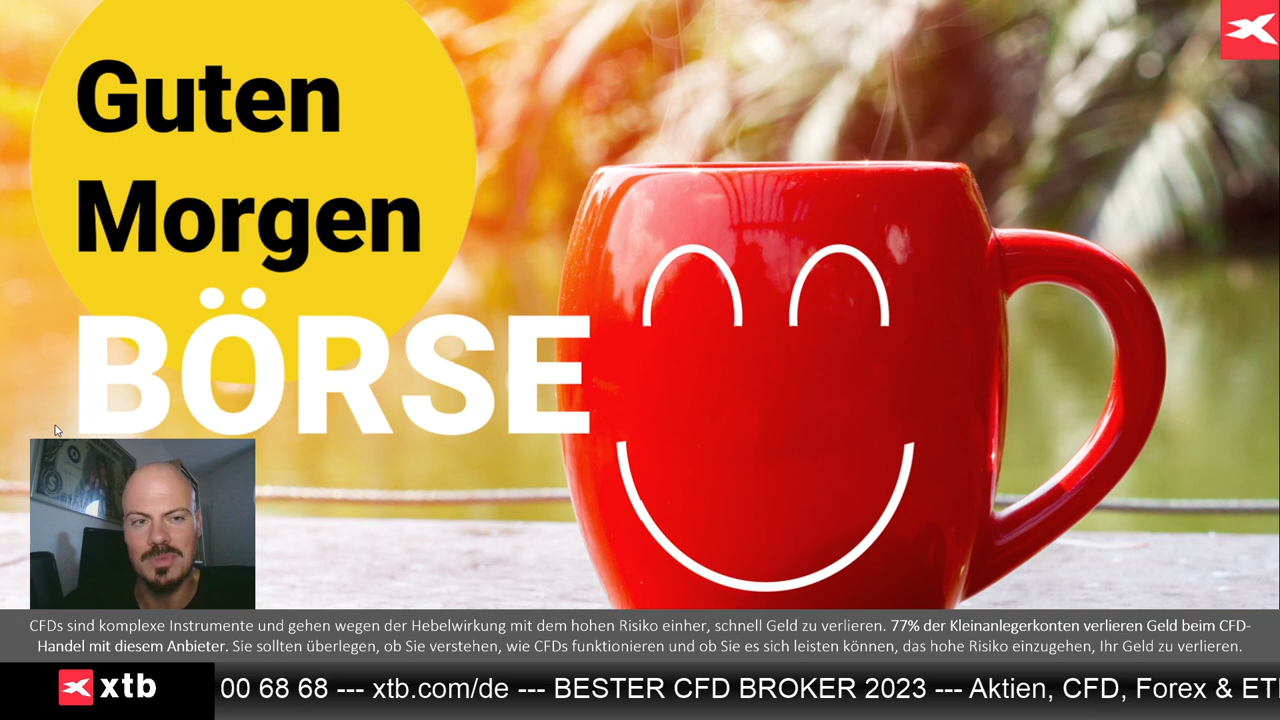 Guten
Morgen
BÖRSE
CFDs sind komplexe Instrumente und gehen wegen der Hebelwirkung mit dem hohen Risiko einher, schnell Geld zu verlieren. 77% der Kleinanlegerkonten verlieren Geld beim CFD-
Handel mit diesem Anbieter. Sie sollten überlegen, ob Sie verstehen, wie CFDs funktionieren und ob Sie es sich leisten können, das hohe Risiko einzugehen, Ihr Geld zu verlieren.
xtb 00 68 68 --- xtb.com/de --- BESTER CFD BROKER 2023 --- Aktien, CFD, Forex &